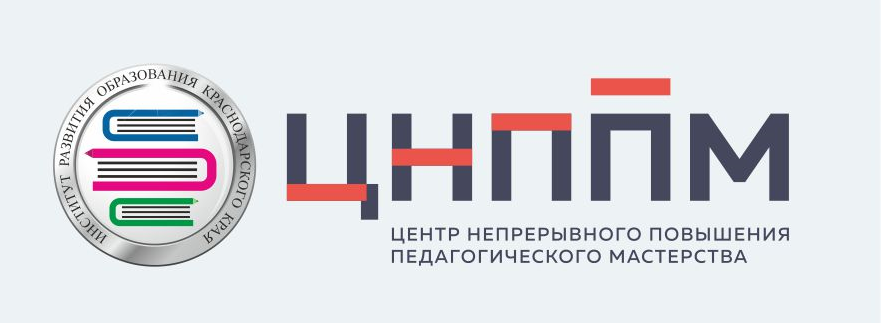 ИНСТИТУТ РАЗВИТИЯ ОБРАЗОВАНИЯ КРАСНОДАРСКОГО КРАЯ
ЦНППМ
ЦЕНТР НЕПРЕРЫВНОГО ПОВЫШЕНИЯ
ПЕДАГОГИЧЕСКОГО МАСТЕРСТВА